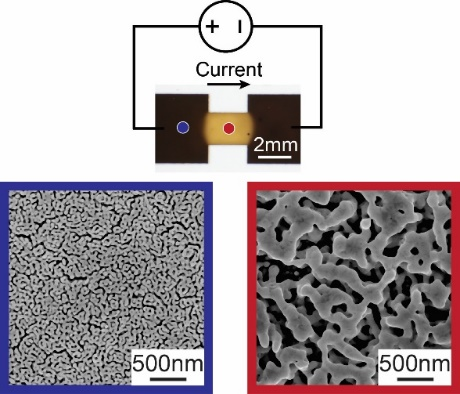 + –
Current
2mm
500nm
500nm